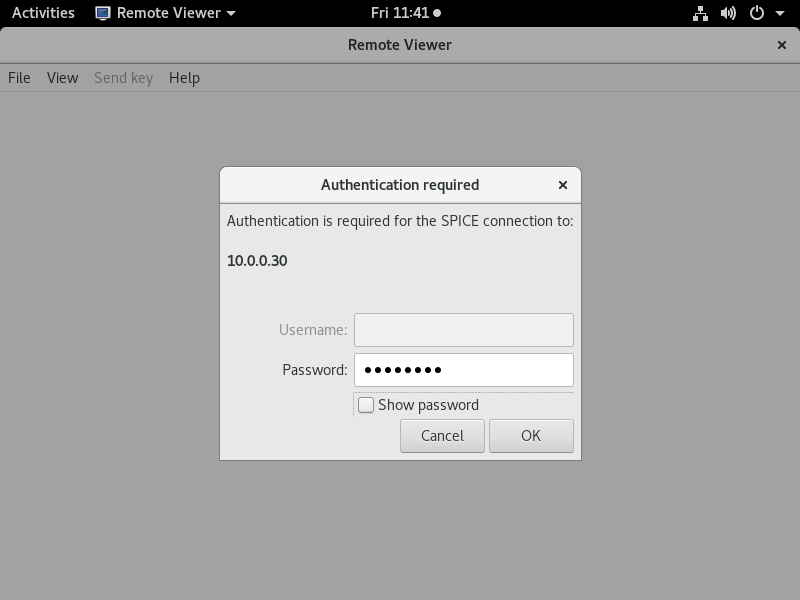 Activities Remote Viewer Fri 11:41
Remote Viewer
File View Send key Help
Authentication required
Authentication is required for the SPICE connection to:
10.0.0.30
Username:
Password: ●●●●●●●●
Show password
Cancel OK